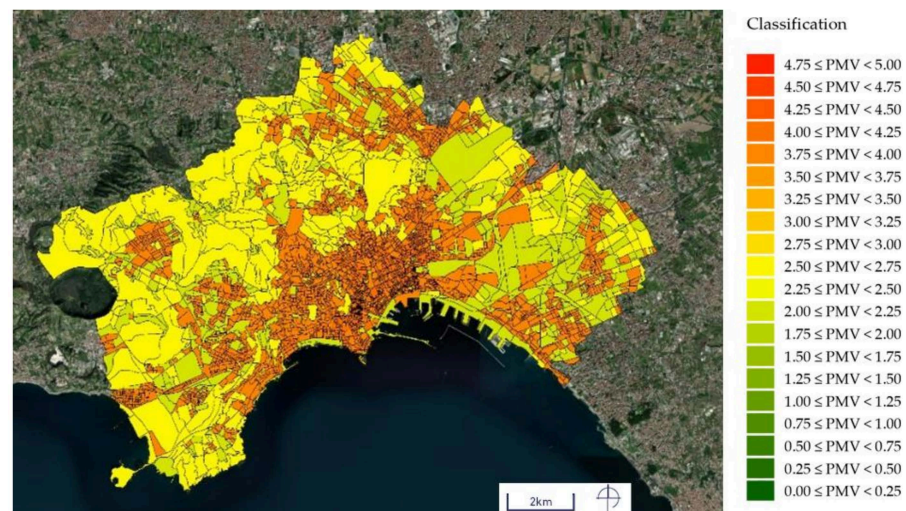 Classification
4.75 ≤ PMV < 5.00
4.50 ≤ PMV < 4.75
4.25 ≤ PMV < 4.50
4.00 ≤ PMV < 4.25
3.75 ≤ PMV < 4.00
3.50 ≤ PMV < 3.75
3.25 ≤ PMV < 3.50
3.00 ≤ PMV < 3.25
2.75 ≤ PMV < 3.00
2.50 ≤ PMV < 2.75
2.25 ≤ PMV < 2.50
2.00 ≤ PMV < 2.25
1.75 ≤ PMV < 2.00
1.50 ≤ PMV < 1.75
1.25 ≤ PMV < 1.50
1.00 ≤ PMV < 1.25
0.75 ≤ PMV < 1.00
0.50 ≤ PMV < 0.75
0.25 ≤ PMV < 0.50
0.00 ≤ PMV < 0.25
2km